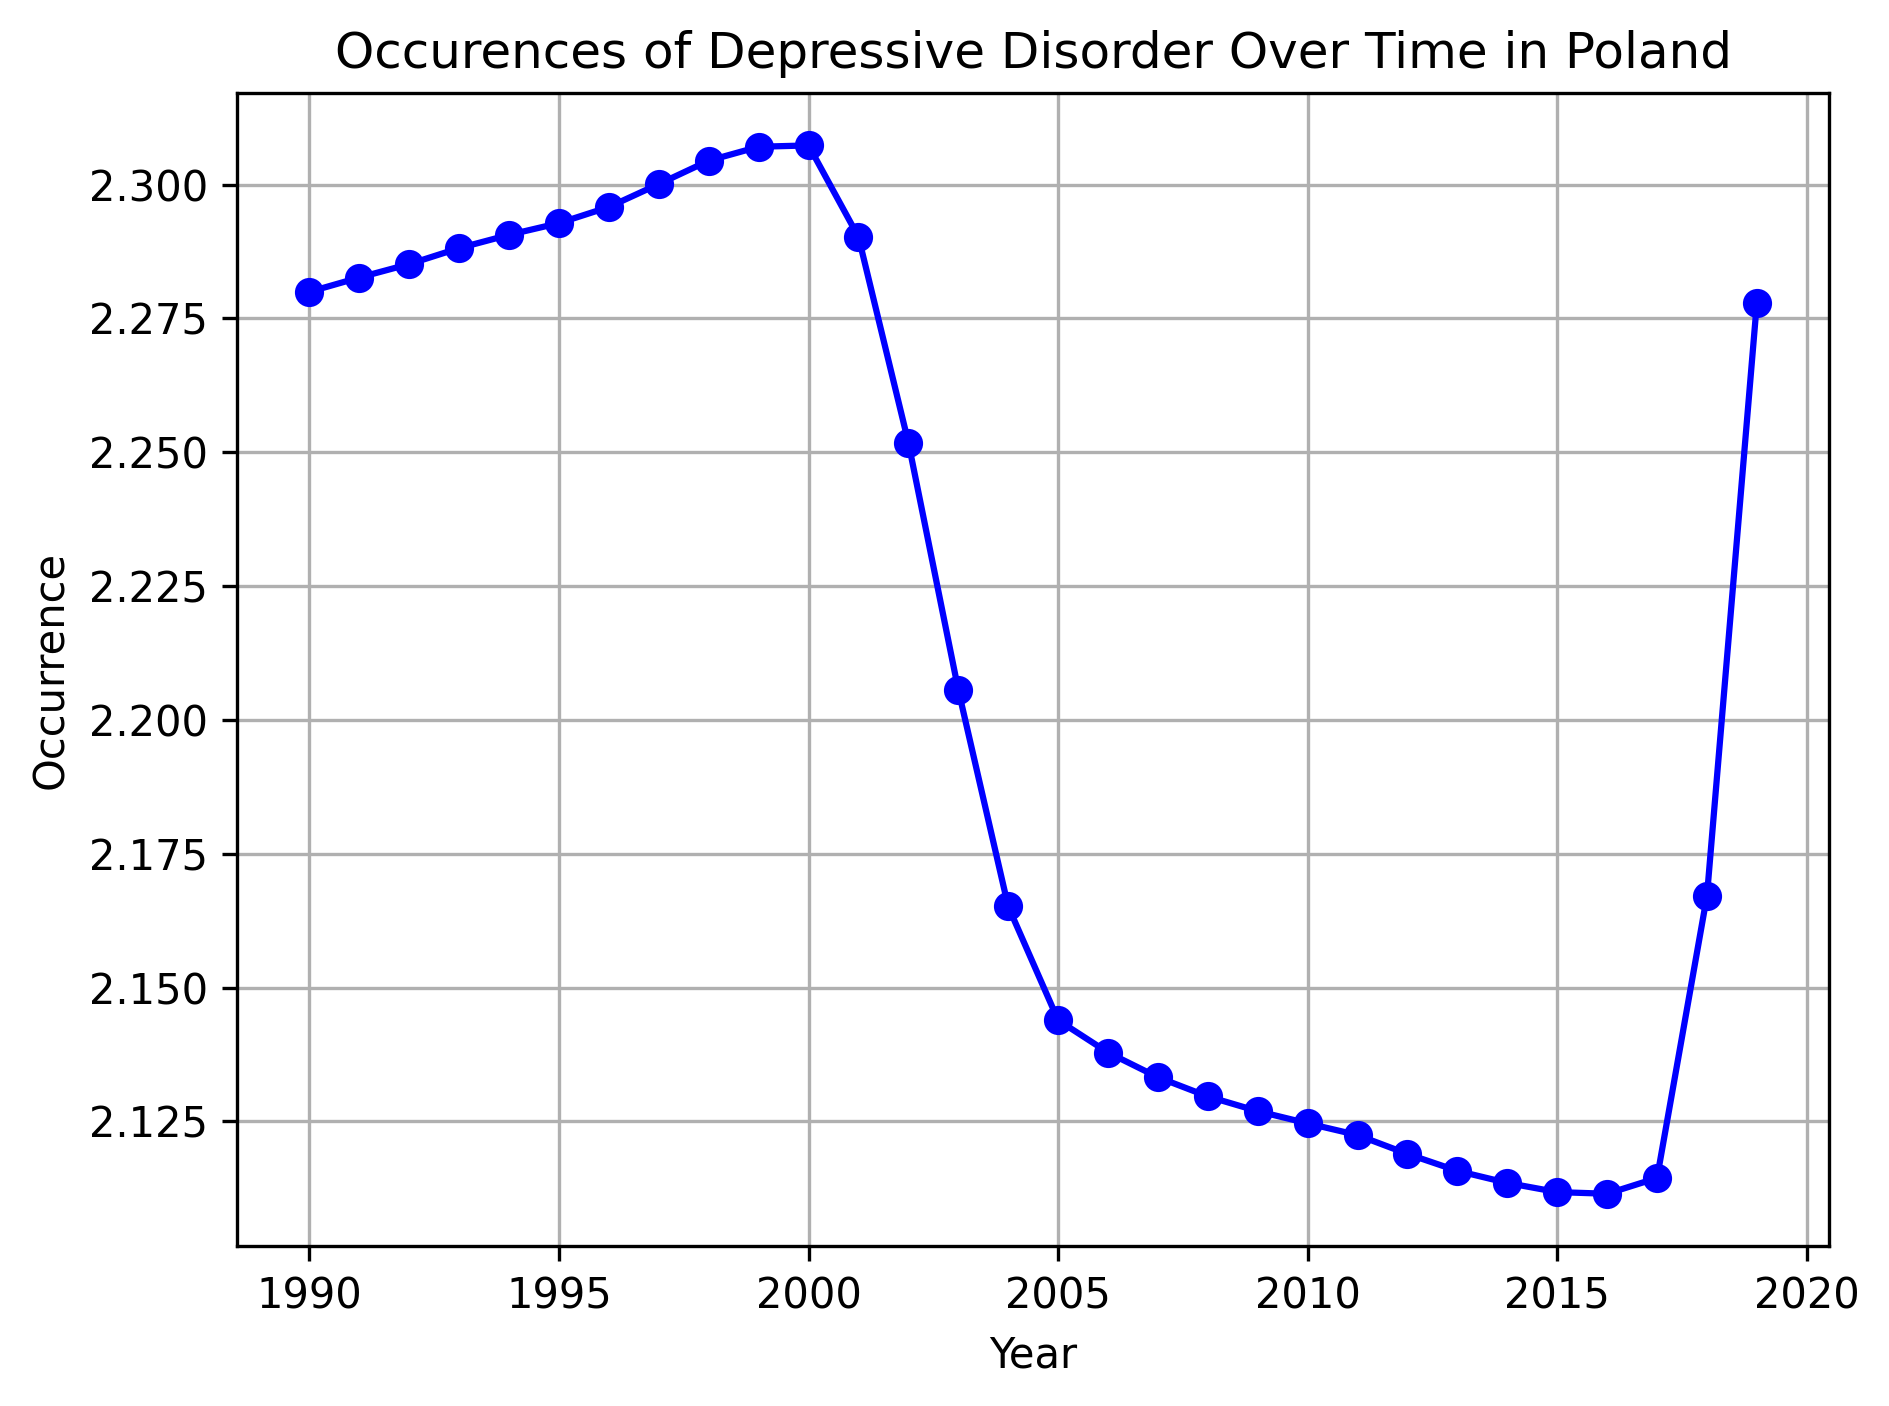 Occurences of Depressive Disorder Over Time in Poland
2.300
2.275
2.250
2.225
2.200
2.175
2.150
2.125
Occurrence
1990 1995 2000 2005 2010 2015 2020
Year